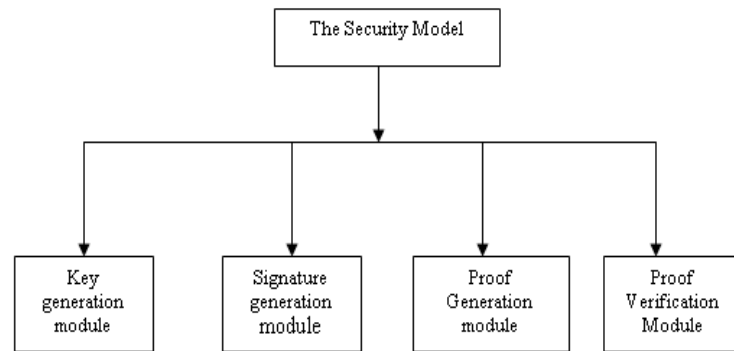 The Security Model
Key
generation
module
Signature
generation
module
Proof
Generation
module
Proof
Verification
Module